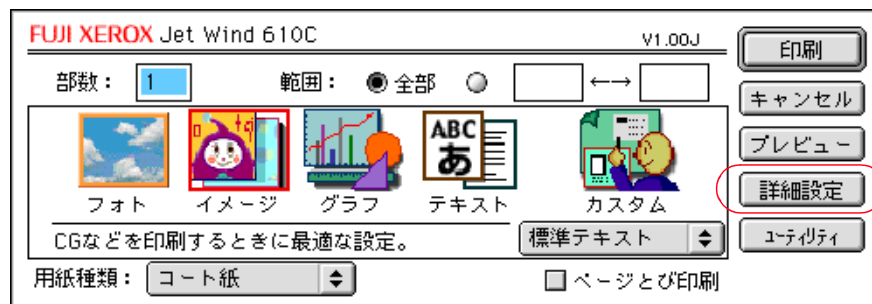 FUJI XEROX Jet Wind 610C V1.00J
印刷
部数： 1 範囲： 全部 ←→
キャンセル
ABC
あ
プレビュー
フォト イメージ グラフ テキスト カスタム
詳細設定
CGなどを印刷するときに最適な設定。 標準テキスト
ユーティリティ
用紙種類： コート紙 ページとび印刷